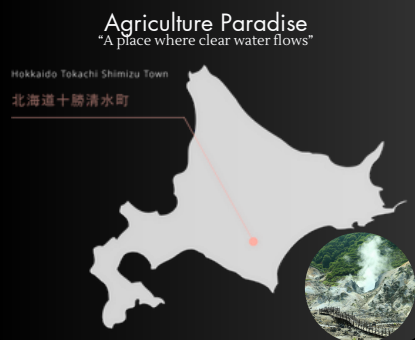 Agriculture Paradise
“A place where clear water flows”
Hokkaido Tokachi Shimizu Town
北海道十勝清水町